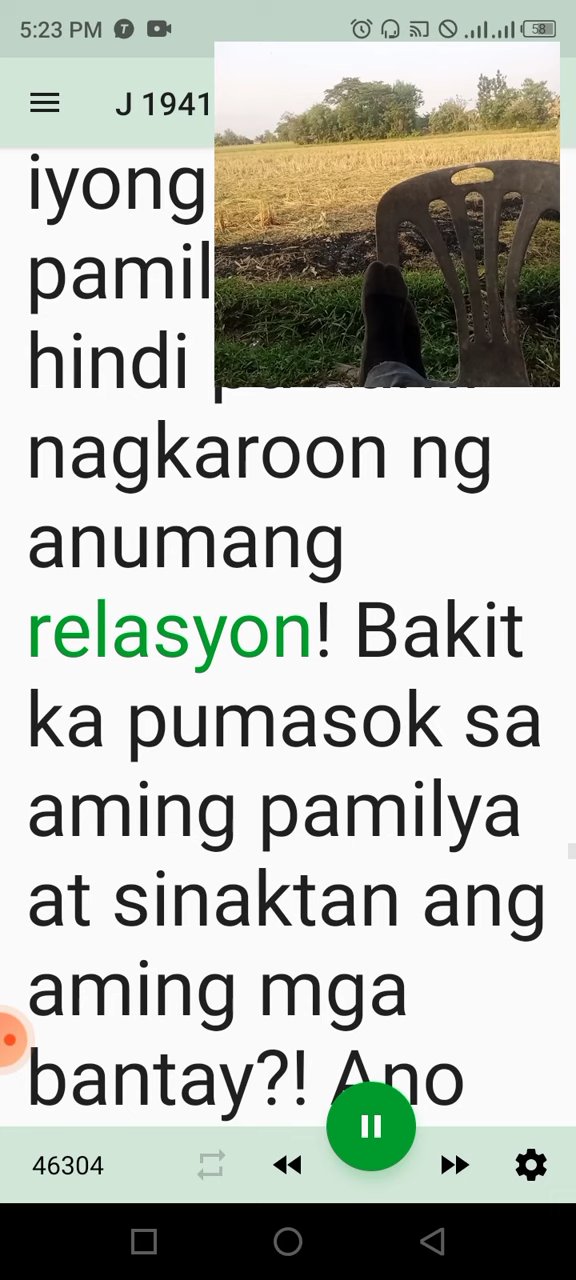 5:23 PM
58
J 1941
iyong
pamil
hindi
nagkaroon ng
anumang
relasyon! Bakit
ka pumasok sa
aming pamilya
at sinaktan ang
aming mga
bantay?! Ano
46304